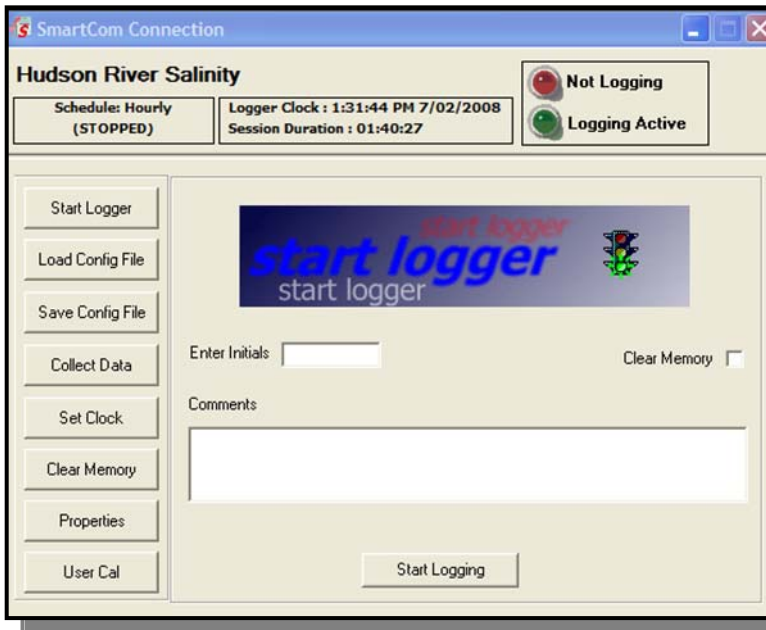 SmartCom Connection
Hudson River Salinity
Schedule: Hourly
(STOPPED)
Logger Clock : 1:31:44 PM 7/02/2008
Session Duration : 01:40:27
Not Logging
Logging Active
Start Logger
Load Config File
Save Config File
Collect Data
Set Clock
Clear Memory
Properties
User Cal
start logger
start logger
start logger
Enter Initials
Clear Memory
Comments
Start Logging